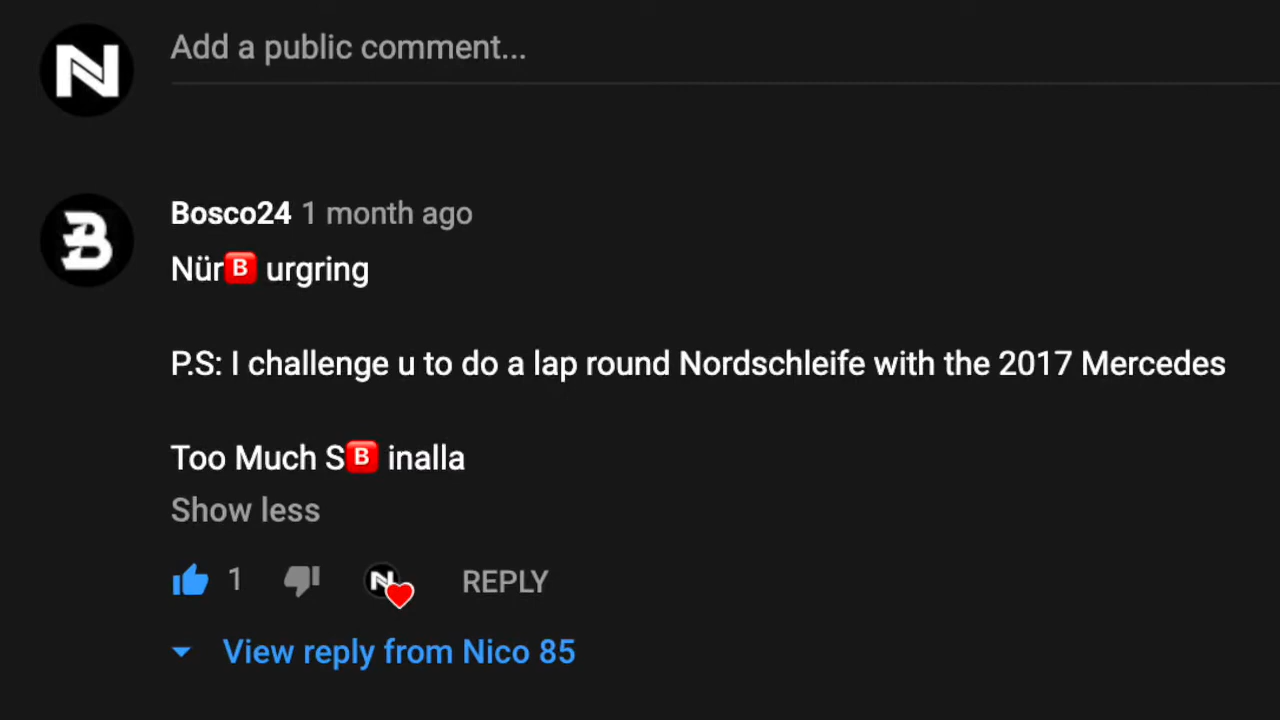 N
Add a public comment...
B
Bosco24 1 month ago
Nür🅱️ urgring
P.S: I challenge u to do a lap round Nordschleife with the 2017 Mercedes
Too Much S🅱️ inalla
Show less
1 N REPLY
View reply from Nico 85